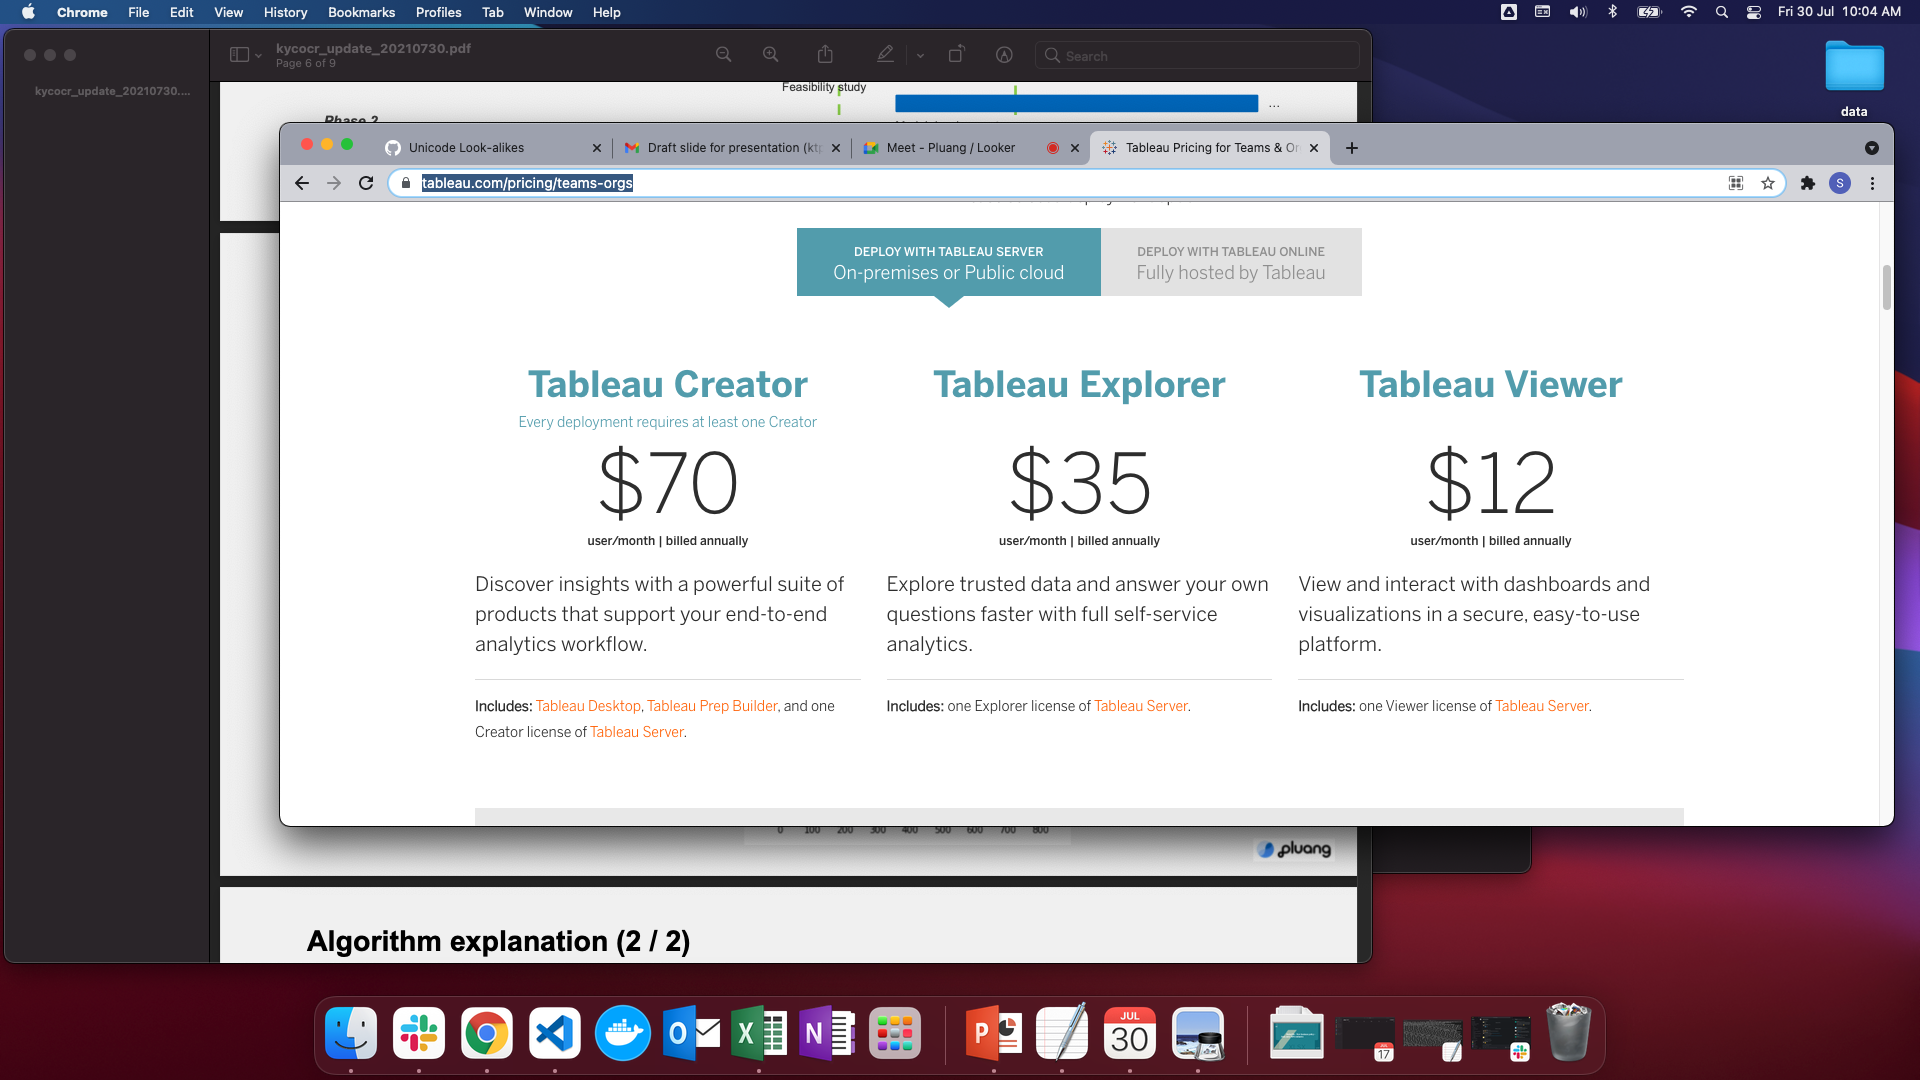 Chrome File Edit View History Bookmarks Profiles Tab Window Help
Fri 30 Jul 10:04 AM
kycocr_update_20210730.pdf
Page 6 of 9
Search
kycocr_update_20210730....
data
Feasibility study
...
Phase 2
Unicode Look-alikes
Draft slide for presentation (ktp
Meet - Pluang / Looker
Tableau Pricing for Teams & Or
tableau.com/pricing/teams-orgs
S
DEPLOY WITH TABLEAU SERVER
On-premises or Public cloud
DEPLOY WITH TABLEAU ONLINE
Fully hosted by Tableau
Tableau Creator
Every deployment requires at least one Creator
$70
user/month | billed annually
Discover insights with a powerful suite of
products that support your end-to-end
analytics workflow.
Includes: Tableau Desktop, Tableau Prep Builder, and one
Creator license of Tableau Server.
Tableau Explorer
$35
user/month | billed annually
Explore trusted data and answer your own
questions faster with full self-service
analytics.
Includes: one Explorer license of Tableau Server.
Tableau Viewer
$12
user/month | billed annually
View and interact with dashboards and
visualizations in a secure, easy-to-use
platform.
Includes: one Viewer license of Tableau Server.
0 100 200 300 400 500 600 700 800
pluang
Algorithm explanation (2 / 2)
JUL
30
17